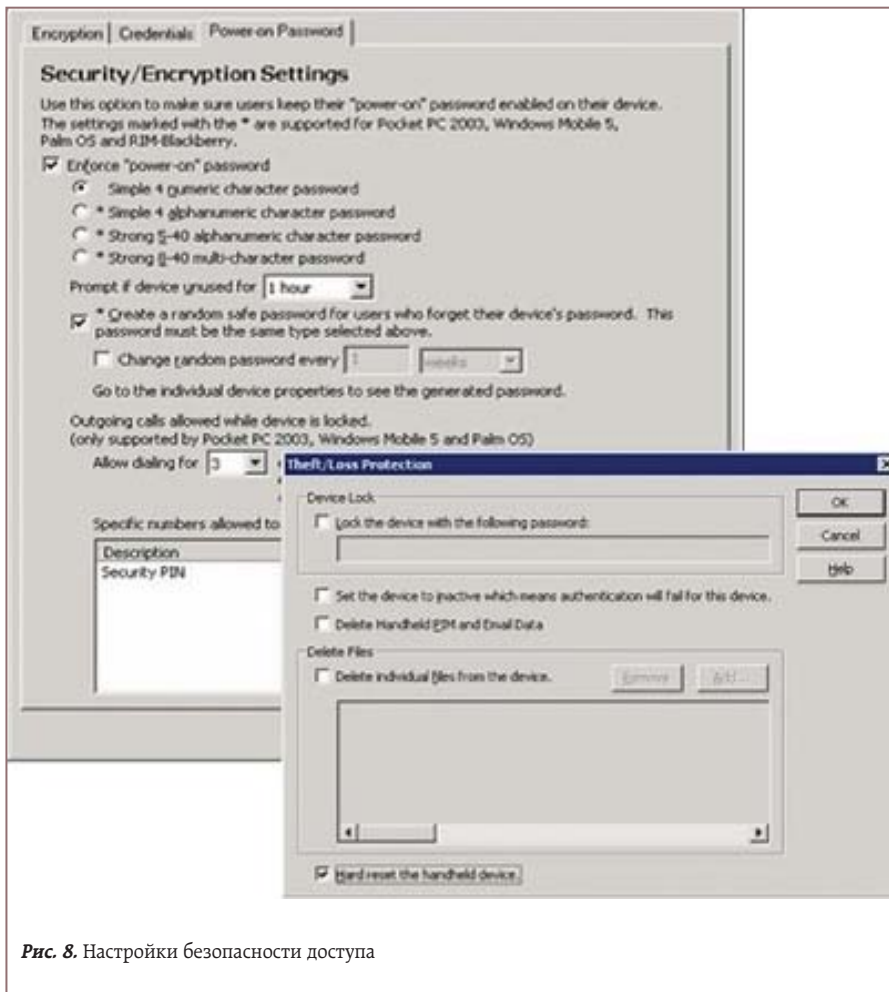 Encryption Credentials Power-on Password
Security/Encryption Settings
Use this option to make sure users keep their "power-on" password enabled on their device.
The settings marked with the * are supported for Pocket PC 2003, Windows Mobile 5,
Palm OS and RIM-Blackberry.
Enforce "power-on" password
Simple 4 numeric character password
* Simple 4 alphanumeric character password
* Strong 5-40 alphanumeric character password
* Strong 8-40 multi-character password
Prompt if device unused for 1 hour
* Create a random safe password for users who forget their device's password. This
password must be the same type selected above.
Change random password every 1 weeks
Go to the individual device properties to see the generated password.
Outgoing calls allowed while device is locked.
(only supported by Pocket PC 2003, Windows Mobile 5 and Palm OS)
Allow dialing for 3
Specific numbers allowed to
Description
Security PIN
Theft/Loss Protection
Device Lock
Lock the device with the following password:
OK
Cancel
Help
Set the device to inactive which means authentication will fail for this device.
Delete Handheld PIM and Email Data
Delete Files
Delete individual files from the device.
Remove
Add...
Hard reset the handheld device.
Рис. 8. Настройки безопасности доступа